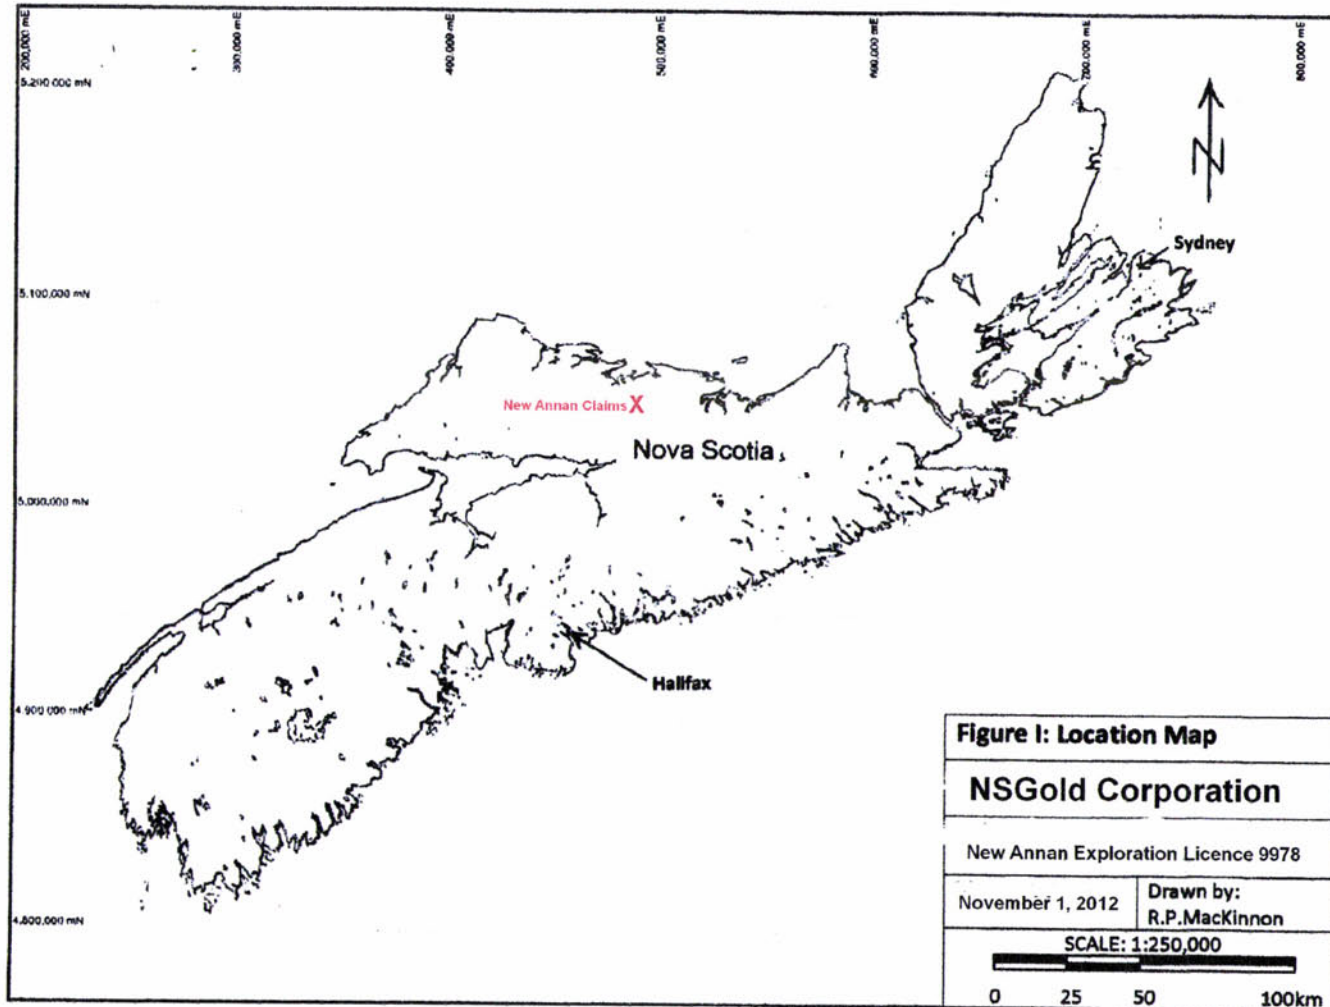 200,000 mE
300,000 mE
400,000 mE
500,000 mE
600,000 mE
700,000 mE
800,000 mE
5,200,000 mN
N
Sydney
5,100,000 mN
New Annan Claims X
Nova Scotia
5,000,000 mN
Halifax
4,900,000 mN
4,800,000 mN
Figure I: Location Map
NSGold Corporation
New Annan Exploration Licence 9978
November 1, 2012
Drawn by:
R.P.MacKinnon
SCALE: 1:250,000
0 25 50 100km